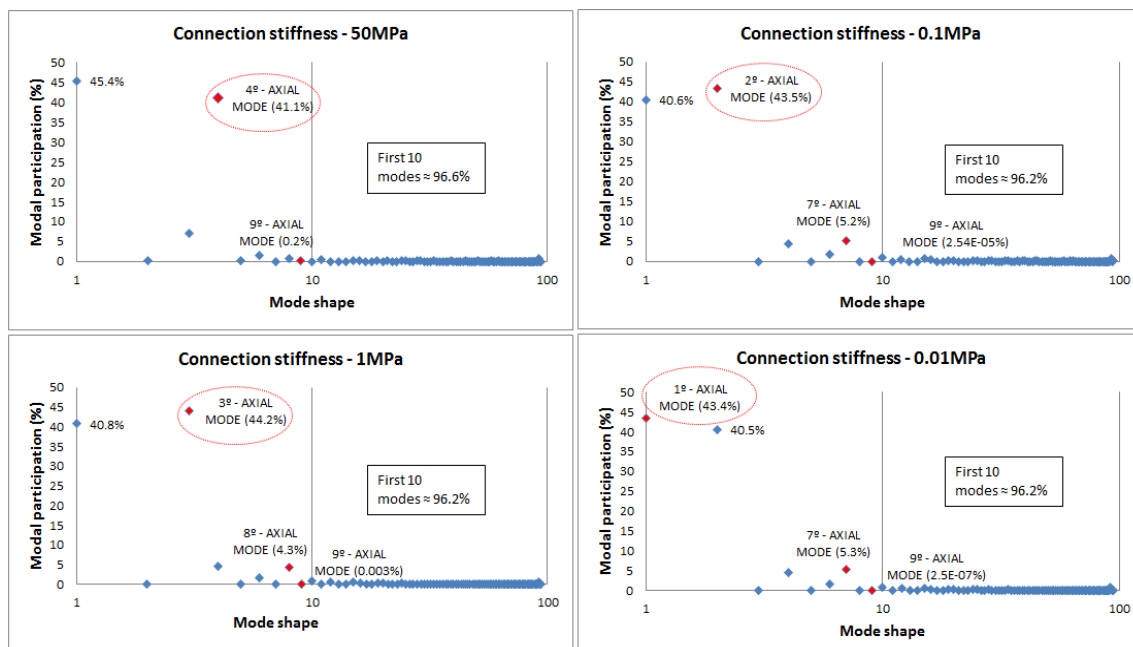 Connection stiffness - 50MPa
Modal participation (%)
50
45
40
35
30
25
20
15
10
5
0
45.4%
4º - AXIAL
MODE (41.1%)
First 10
modes ≈ 96.6%
9º - AXIAL
MODE (0.2%)
1
10
100
Mode shape
Connection stiffness - 0.1MPa
Modal participation (%)
50
45
40
35
30
25
20
15
10
5
0
40.6%
2º - AXIAL
MODE (43.5%)
First 10
modes ≈ 96.2%
7º - AXIAL
MODE (5.2%)
9º - AXIAL
MODE (2.54E-05%)
1
10
100
Mode shape
Connection stiffness - 1MPa
Modal participation (%)
50
45
40
35
30
25
20
15
10
5
0
40.8%
3º - AXIAL
MODE (44.2%)
First 10
modes ≈ 96.2%
8º - AXIAL
MODE (4.3%)
9º - AXIAL
MODE (0.003%)
1
10
100
Mode shape
Connection stiffness - 0.01MPa
Modal participation (%)
50
45
40
35
30
25
20
15
10
5
0
1º - AXIAL
MODE (43.4%)
40.5%
First 10
modes ≈ 96.2%
7º - AXIAL
MODE (5.3%)
9º - AXIAL
MODE (2.5E-07%)
1
10
100
Mode shape